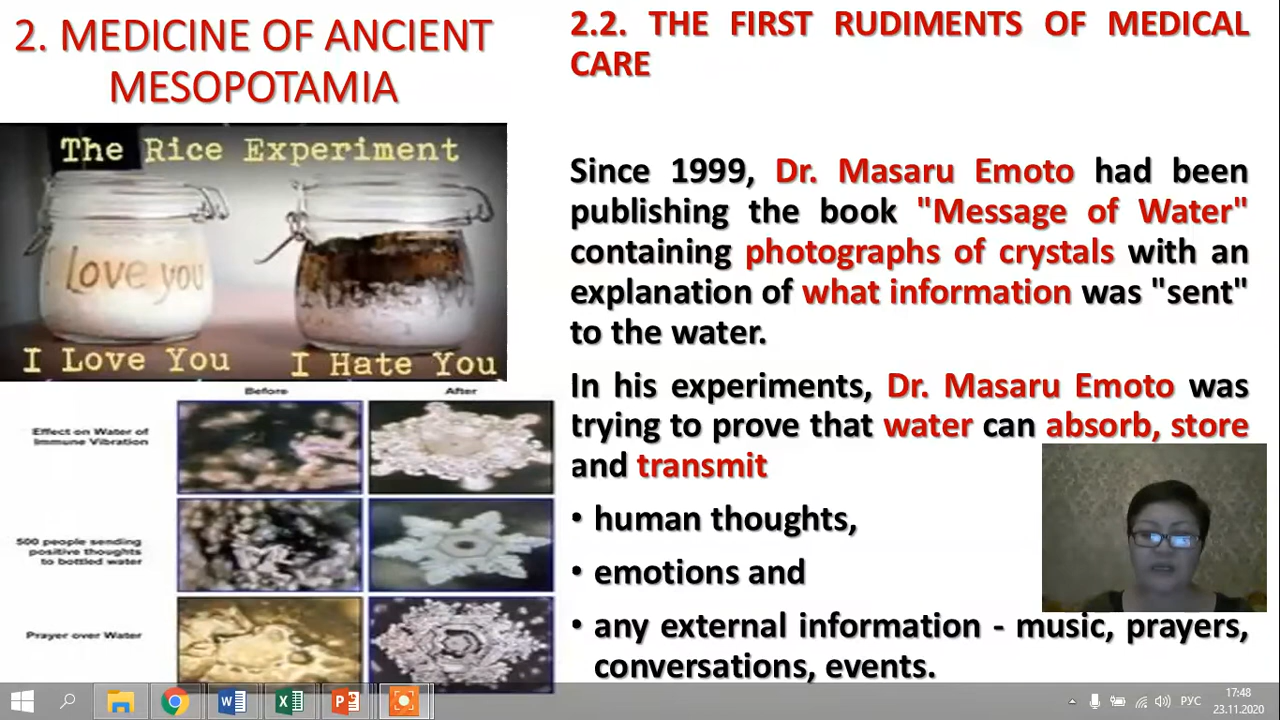 2. MEDICINE OF ANCIENT
MESOPOTAMIA
The Rice Experiment
Love you
I Love You
I Hate You
Before
After
Effect on Water of
Immune Vibration
500 people sending
positive thoughts
to bottled water
Prayer over Water
2.2. THE FIRST RUDIMENTS OF MEDICAL
CARE
Since 1999, Dr. Masaru Emoto had been
publishing the book "Message of Water"
containing photographs of crystals with an
explanation of what information was "sent"
to the water.
In his experiments, Dr. Masaru Emoto was
trying to prove that water can absorb, store
and transmit
• human thoughts,
• emotions and
• any external information - music, prayers,
conversations, events.
РУС
17:48
23.11.2020